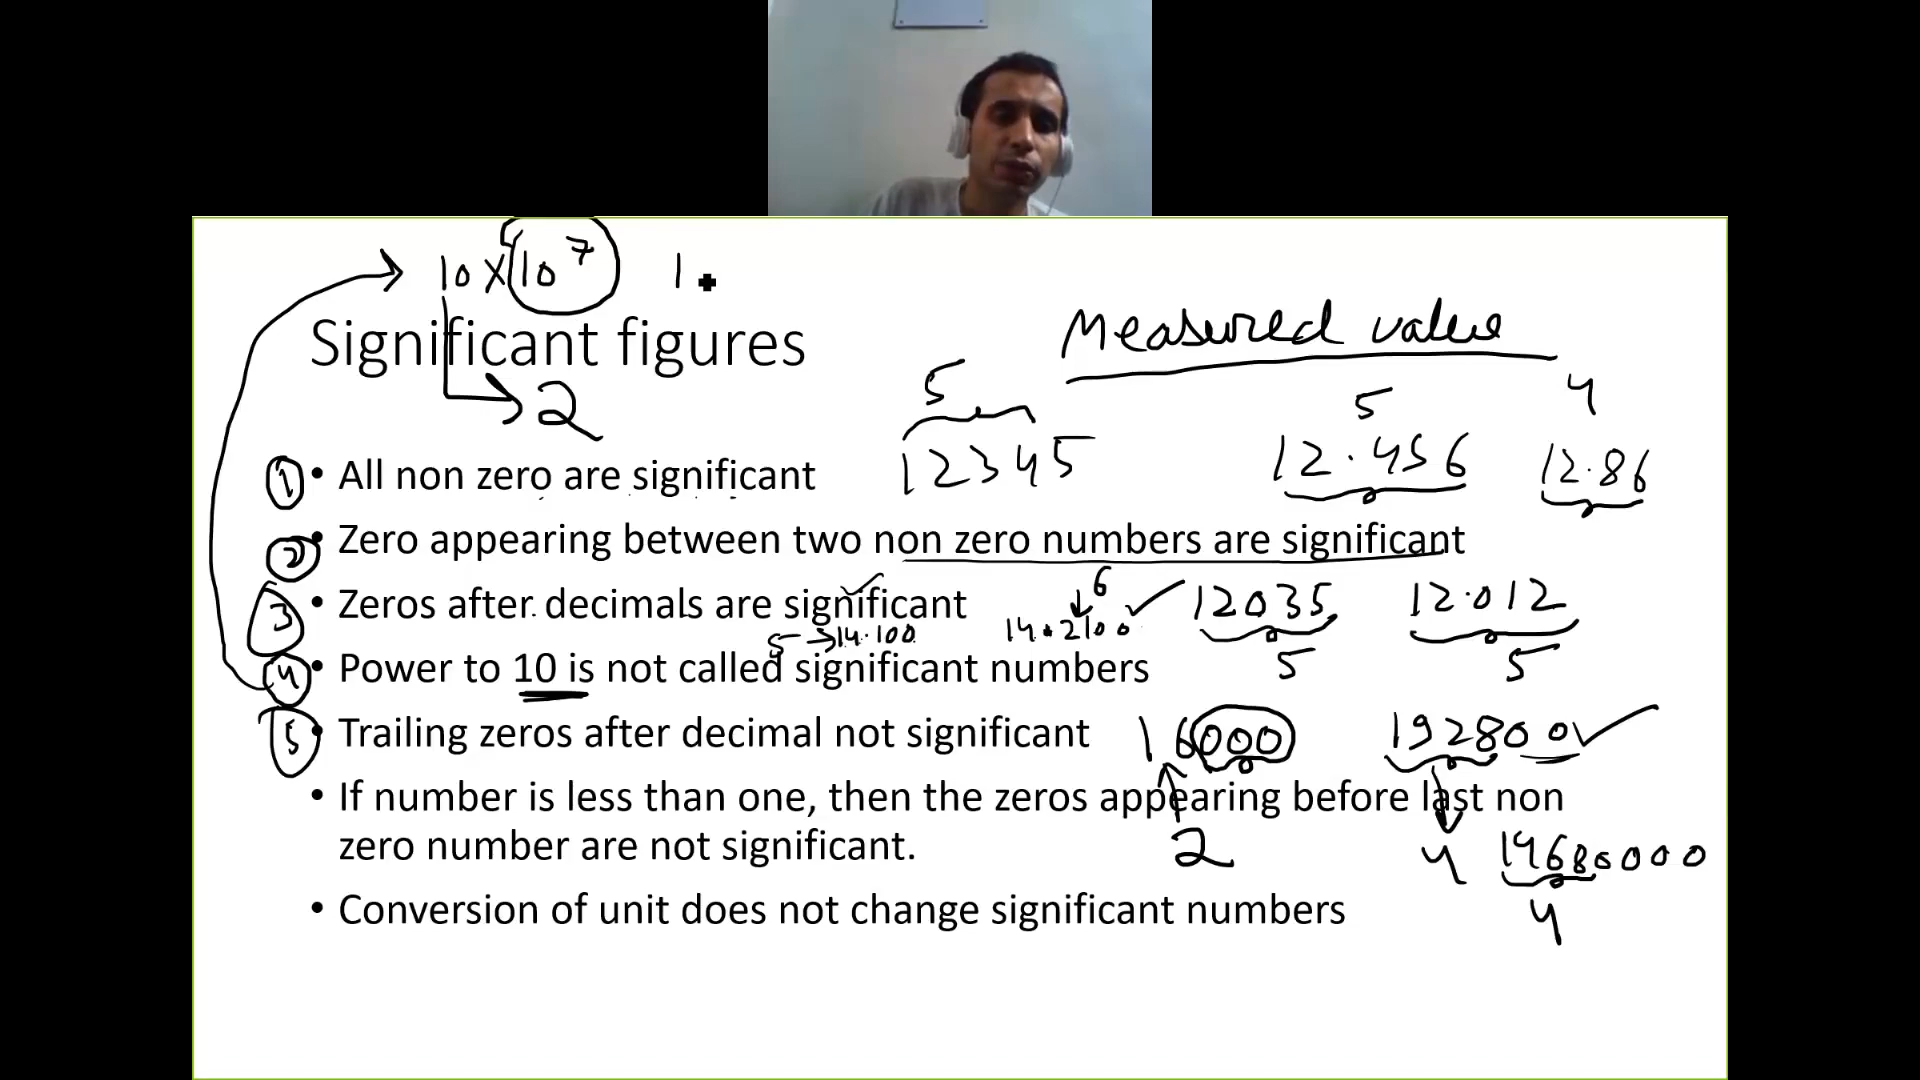 10 X 10^7 1.
Significant figures
2
Measured value
5
5
4
① • All non zero are significant
12345
12.456
12.86
② • Zero appearing between two non zero numbers are significant
③ • Zeros after decimals are significant
6
14.2100
12035
12.012
5 → 14.100
5
5
④ • Power to 10 is not called significant numbers
⑤ • Trailing zeros after decimal not significant
16000
1928000
• If number is less than one, then the zeros appearing before last non
zero number are not significant.
2
4
14680000
4
• Conversion of unit does not change significant numbers